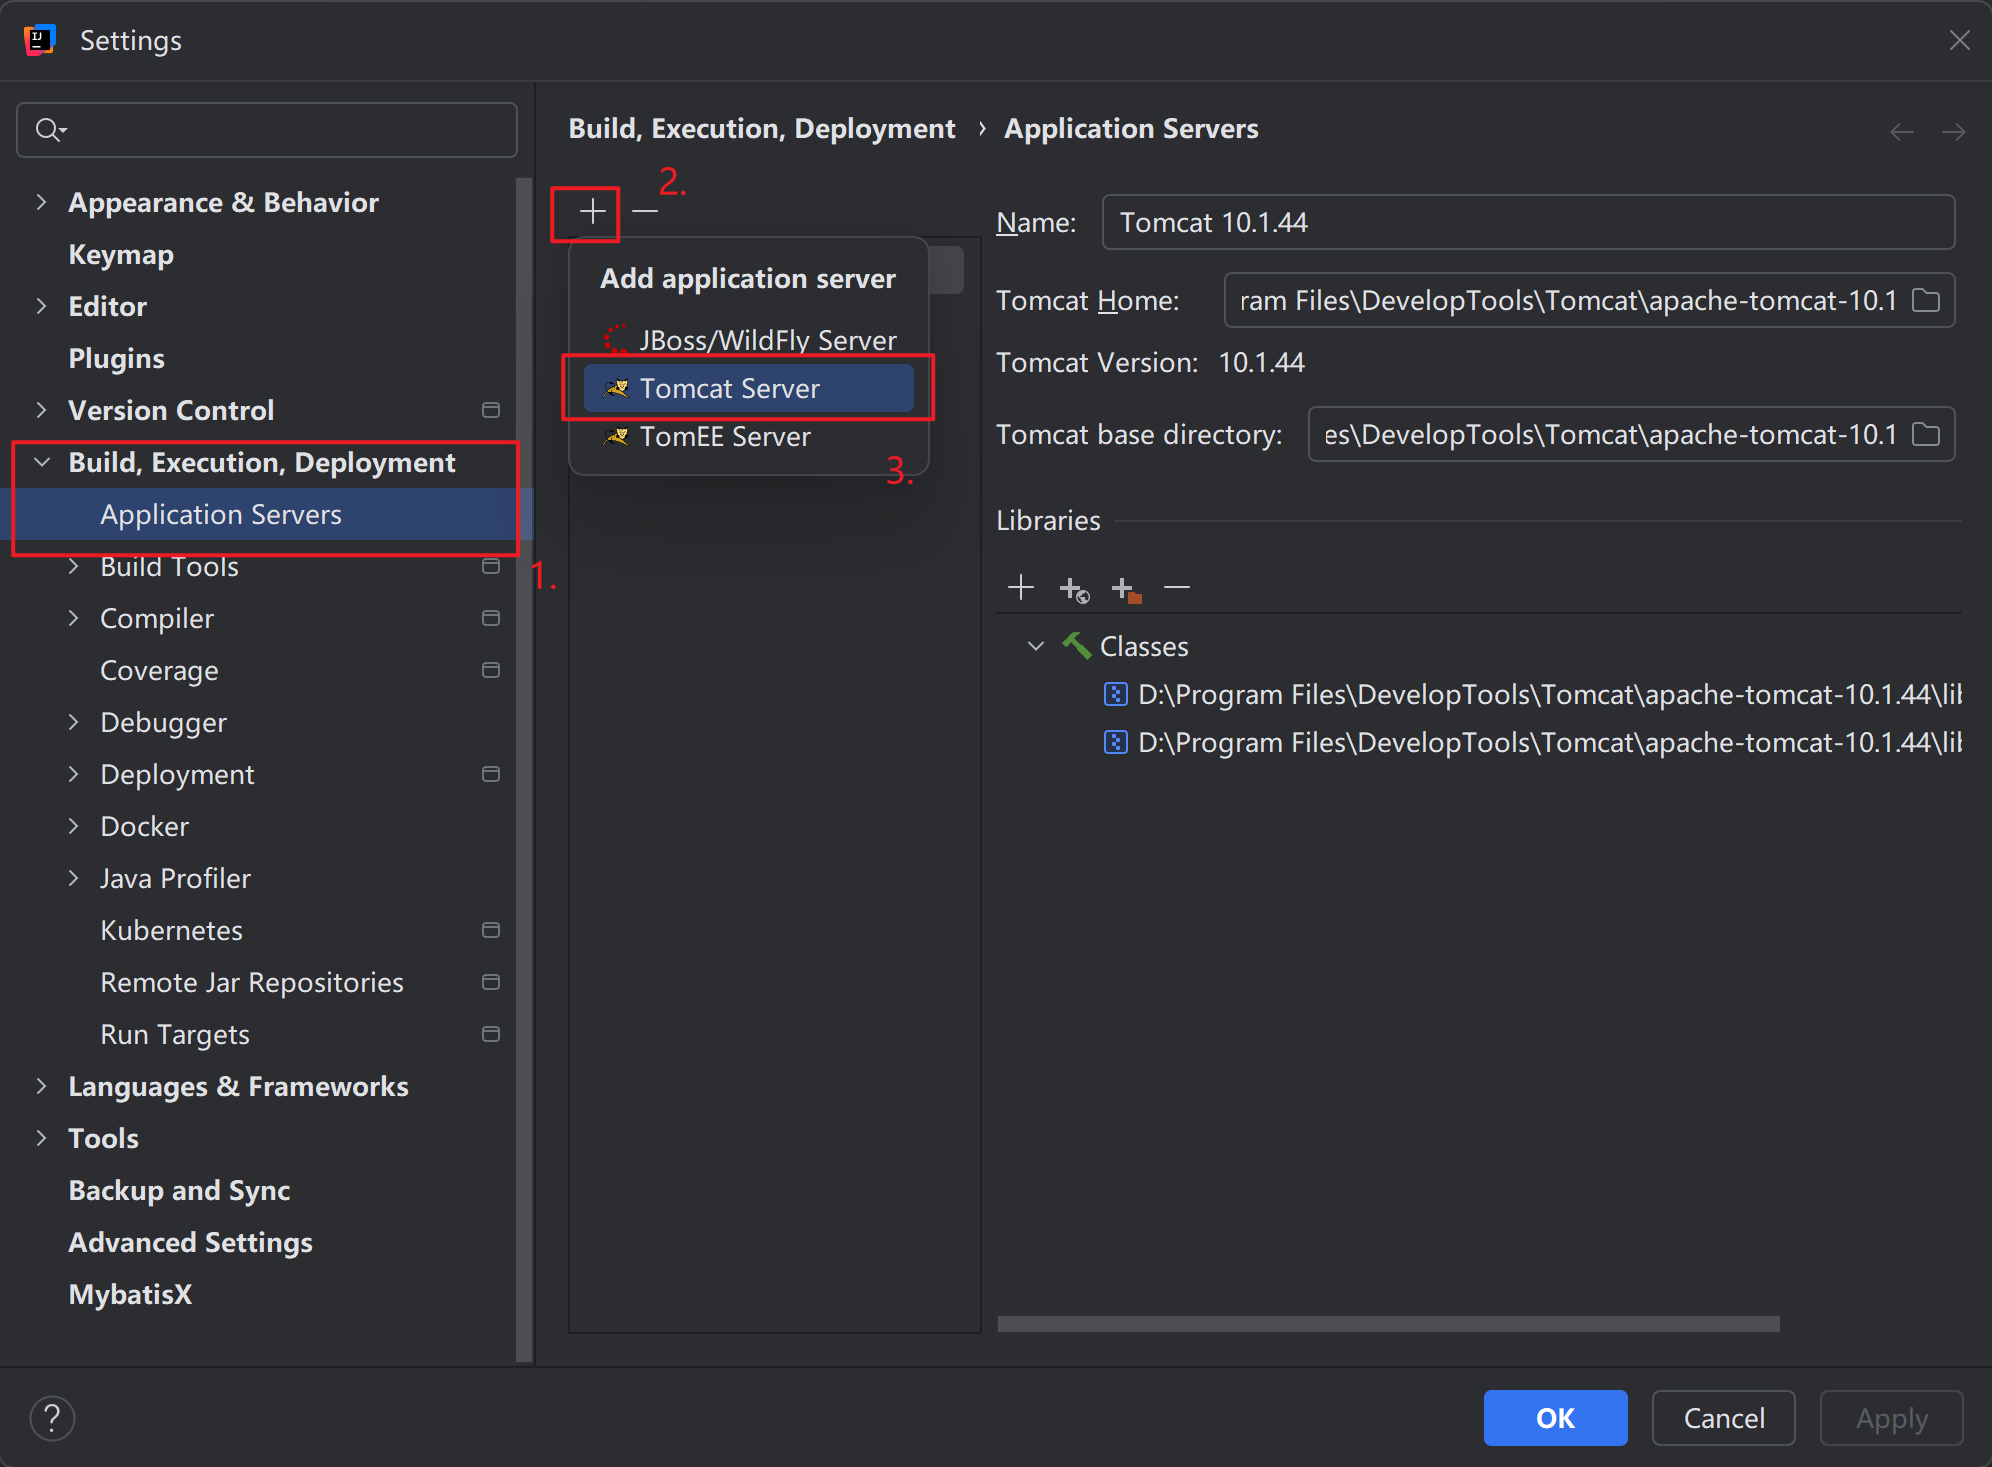 Settings
Appearance & Behavior
Keymap
Editor
Plugins
Version Control
Build, Execution, Deployment
Application Servers
1.
Build Tools
Compiler
Coverage
Debugger
Deployment
Docker
Java Profiler
Kubernetes
Remote Jar Repositories
Run Targets
Languages & Frameworks
Tools
Backup and Sync
Advanced Settings
MybatisX
Build, Execution, Deployment › Application Servers
2.
Add application server
JBoss/WildFly Server
Tomcat Server
TomEE Server
3.
Name: Tomcat 10.1.44
Tomcat Home: ram Files\DevelopTools\Tomcat\apache-tomcat-10.1
Tomcat Version: 10.1.44
Tomcat base directory: es\DevelopTools\Tomcat\apache-tomcat-10.1
Libraries
Classes
D:\Program Files\DevelopTools\Tomcat\apache-tomcat-10.1.44\lib
D:\Program Files\DevelopTools\Tomcat\apache-tomcat-10.1.44\lib
?
OK
Cancel
Apply